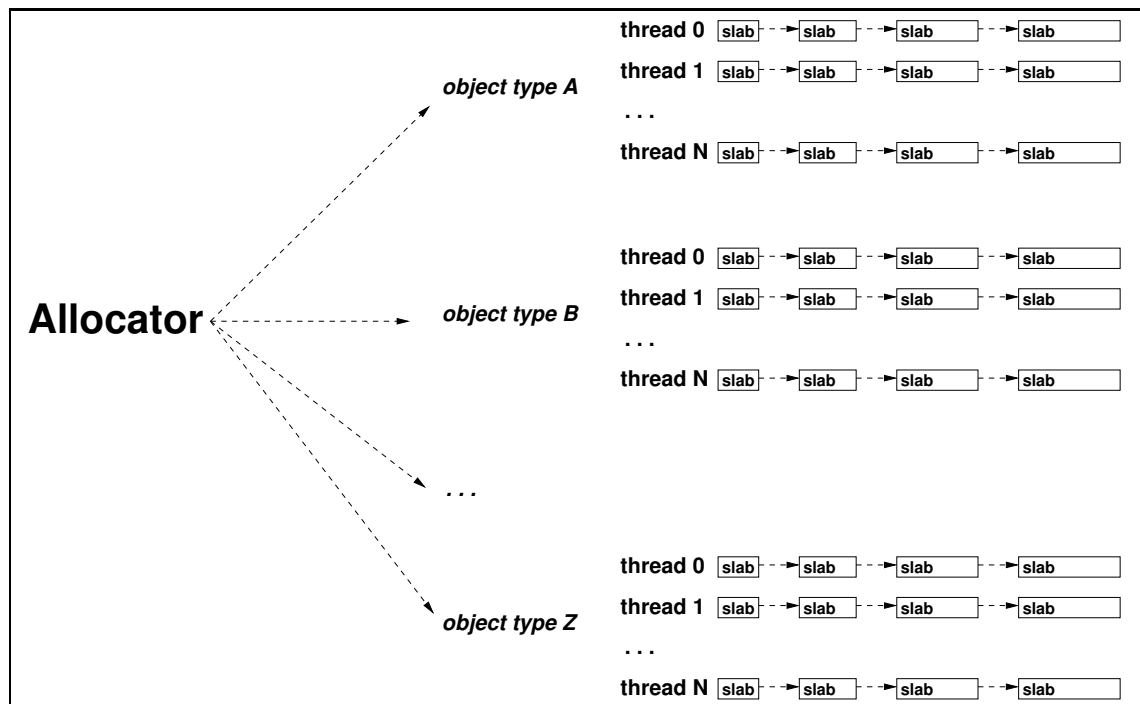 thread 0 slab slab slab slab
object type A
thread 1 slab slab slab slab
. . .
thread N slab slab slab slab
Allocator
thread 0 slab slab slab slab
object type B
thread 1 slab slab slab slab
. . .
thread N slab slab slab slab
. . .
thread 0 slab slab slab slab
object type Z
thread 1 slab slab slab slab
. . .
thread N slab slab slab slab